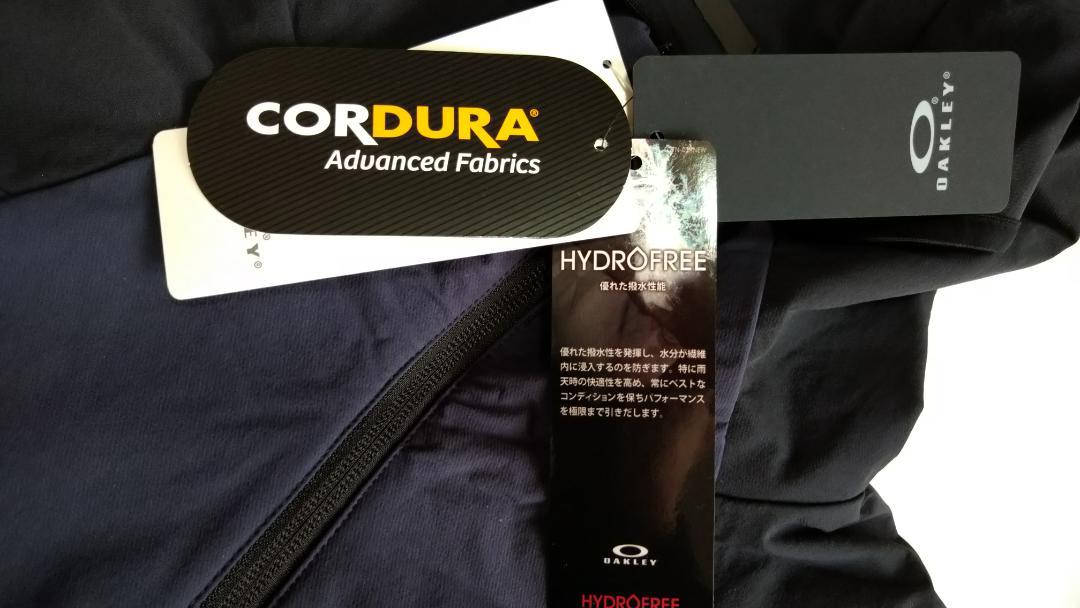 CORDURA®
Advanced Fabrics
OAKLEY®
HYDROFREE
優れた撥水性能
優れた撥水性を発揮し、水分が繊維
内に浸入するのを防ぎます。特に雨
天時の快適性を高め、常にベストな
コンディションを保ちパフォーマンス
を極限まで引きだします。
OAKLEY
HYDROFREE